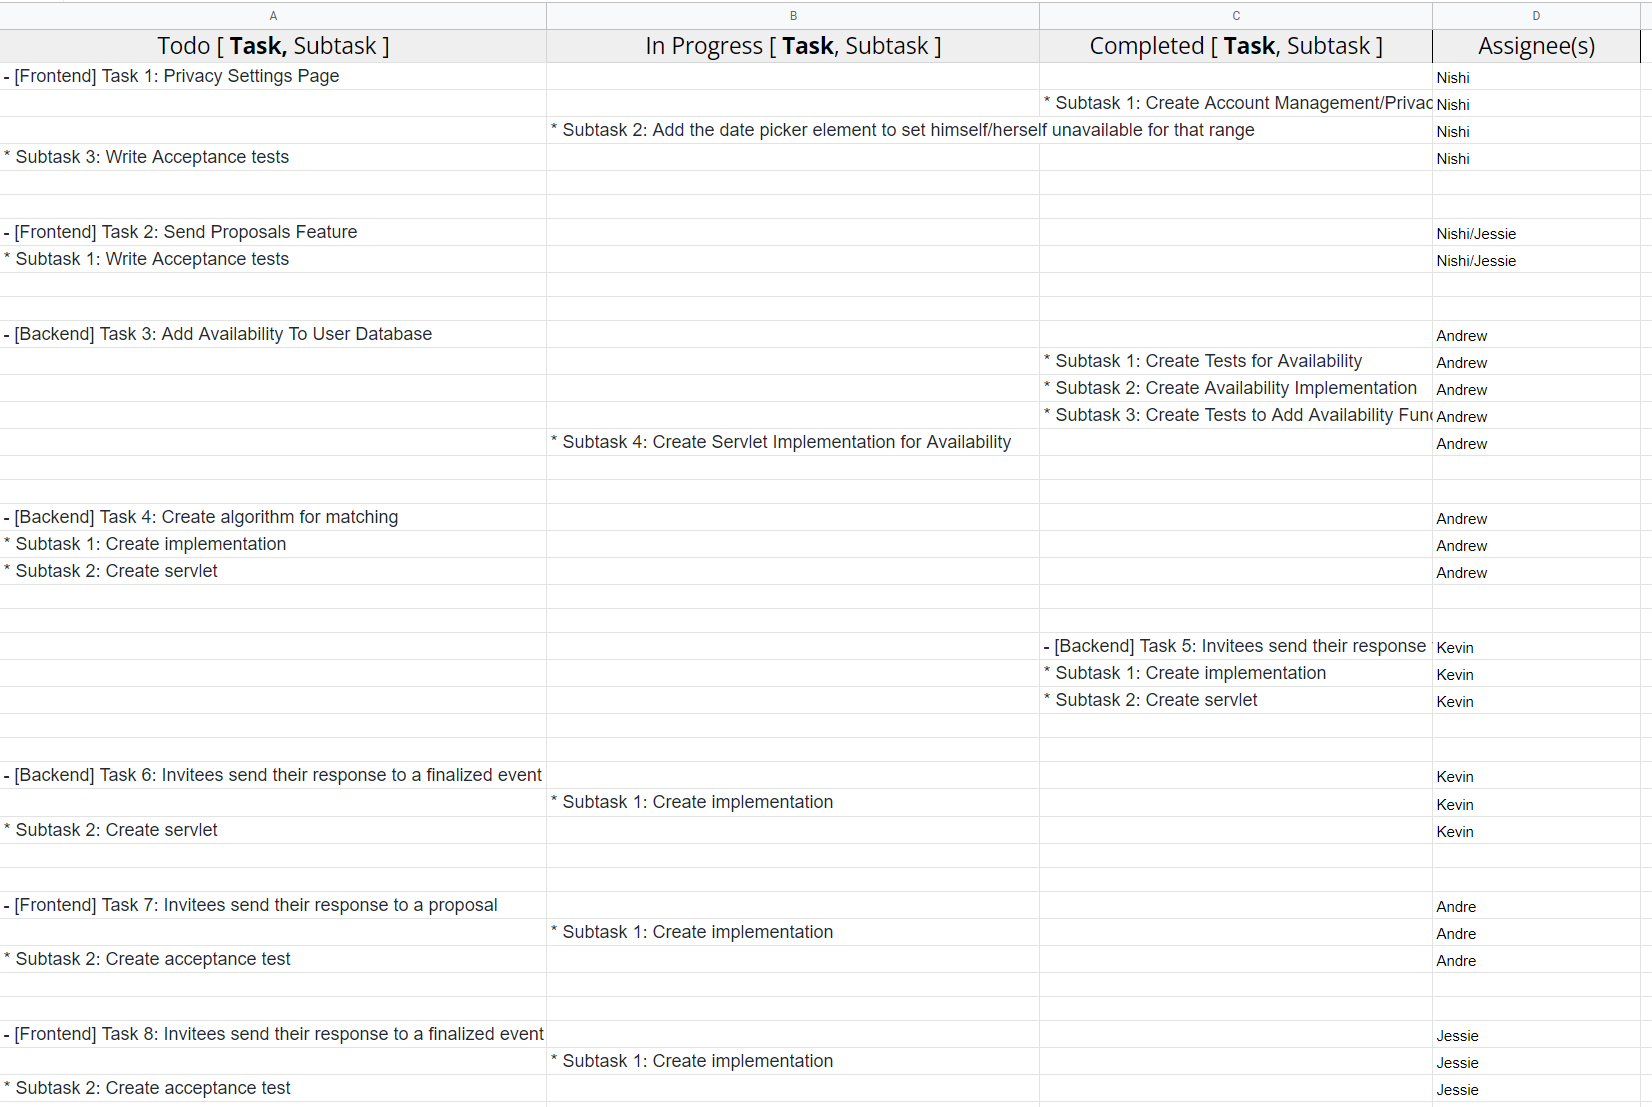 A B C D
Todo [ Task, Subtask ] In Progress [ Task, Subtask ] Completed [ Task, Subtask ] Assignee(s)
- [Frontend] Task 1: Privacy Settings Page Nishi
* Subtask 1: Create Account Management/Privac Nishi
* Subtask 2: Add the date picker element to set himself/herself unavailable for that range Nishi
* Subtask 3: Write Acceptance tests Nishi
- [Frontend] Task 2: Send Proposals Feature Nishi/Jessie
* Subtask 1: Write Acceptance tests Nishi/Jessie
- [Backend] Task 3: Add Availability To User Database Andrew
* Subtask 1: Create Tests for Availability Andrew
* Subtask 2: Create Availability Implementation Andrew
* Subtask 3: Create Tests to Add Availability Func Andrew
* Subtask 4: Create Servlet Implementation for Availability Andrew
- [Backend] Task 4: Create algorithm for matching Andrew
* Subtask 1: Create implementation Andrew
* Subtask 2: Create servlet Andrew
- [Backend] Task 5: Invitees send their response Kevin
* Subtask 1: Create implementation Kevin
* Subtask 2: Create servlet Kevin
- [Backend] Task 6: Invitees send their response to a finalized event Kevin
* Subtask 1: Create implementation Kevin
* Subtask 2: Create servlet Kevin
- [Frontend] Task 7: Invitees send their response to a proposal Andre
* Subtask 1: Create implementation Andre
* Subtask 2: Create acceptance test Andre
- [Frontend] Task 8: Invitees send their response to a finalized event Jessie
* Subtask 1: Create implementation Jessie
* Subtask 2: Create acceptance test Jessie